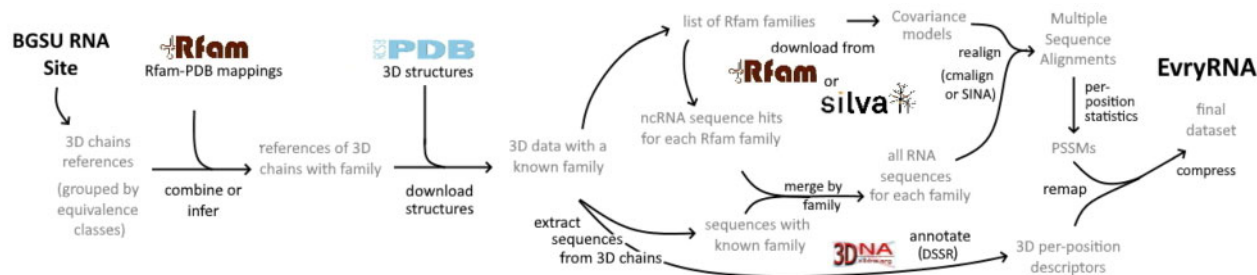 BGSU RNA
Site
3D chains
references
(grouped by
equivalence
classes)
Rfam
Rfam-PDB mappings
combine or
infer
references of 3D
chains with family
PDB
3D structures
download
structures
3D data with a
known family
list of Rfam families
Covariance
models
download from
Rfam
or
silva
ncRNA sequence hits
for each Rfam family
extract
sequences
from 3D chains
sequences with
known family
merge by
family
all RNA
sequences
for each family
realign
(cmalign
or SINA)
Multiple
Sequence
Alignments
per-
position
statistics
PSSMs
remap
3DNA
annotate
(DSSR)
3D per-position
descriptors
EvryRNA
final
dataset
compress